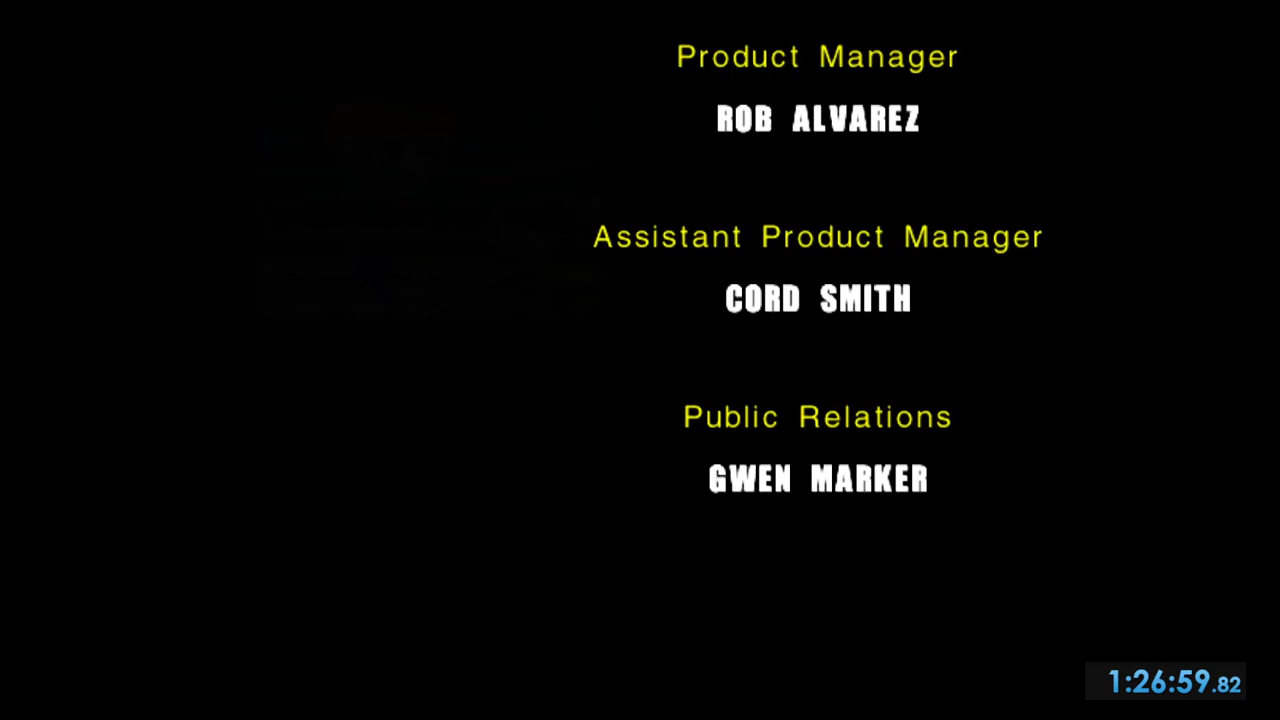 Product Manager
ROB ALVAREZ
Assistant Product Manager
CORD SMITH
Public Relations
GWEN MARKER
1:26:59.82